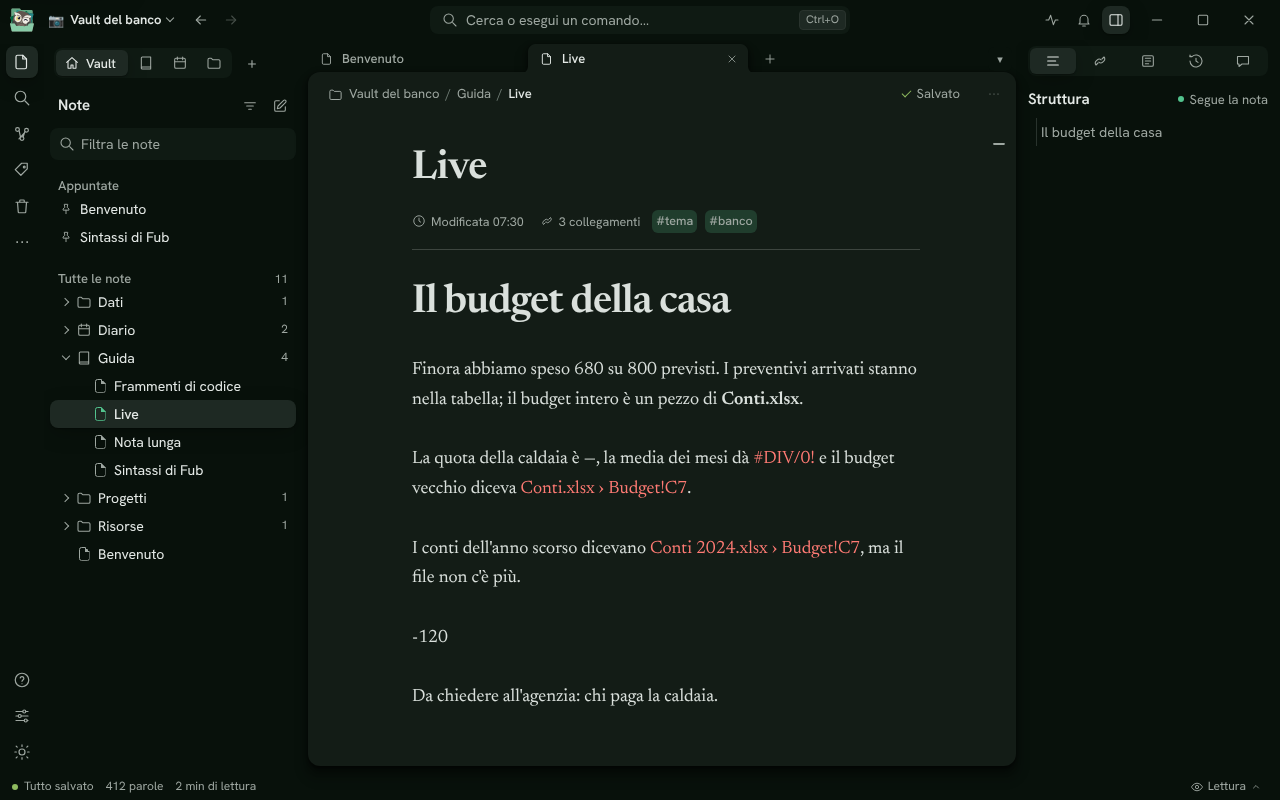 Vault del banco
Cerca o esegui un comando...
Ctrl+O
Vault
Benvenuto
Live
Note
Filtra le note
Appuntate
Benvenuto
Sintassi di Fub
Tutte le note 11
Dati 1
Diario 2
Guida 4
Frammenti di codice
Live
Nota lunga
Sintassi di Fub
Progetti 1
Risorse 1
Benvenuto
Vault del banco / Guida / Live
Salvato
Live
Modificata 07:30 3 collegamenti #tema #banco
Il budget della casa
Finora abbiamo speso 680 su 800 previsti. I preventivi arrivati stanno
nella tabella; il budget intero è un pezzo di Conti.xlsx.
La quota della caldaia è —, la media dei mesi dà #DIV/0! e il budget
vecchio diceva Conti.xlsx › Budget!C7.
I conti dell'anno scorso dicevano Conti 2024.xlsx › Budget!C7, ma il
file non c'è più.
-120
Da chiedere all'agenzia: chi paga la caldaia.
Struttura
Segue la nota
Il budget della casa
Tutto salvato 412 parole 2 min di lettura
Lettura